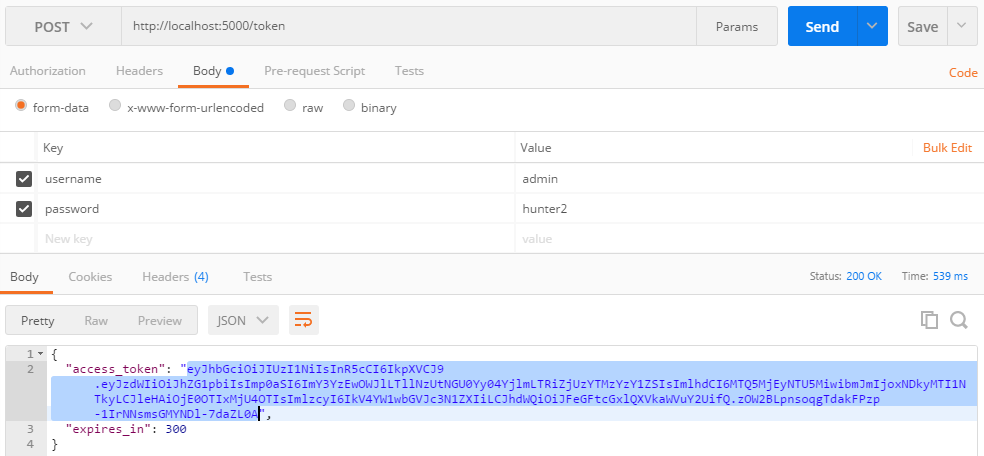 POST http://localhost:5000/token Params Send Save
Authorization Headers Body Pre-request Script Tests Code
form-data x-www-form-urlencoded raw binary
Key Value Bulk Edit
username admin
password hunter2
New key value
Body Cookies Headers (4) Tests Status: 200 OK Time: 539 ms
Pretty Raw Preview JSON
1 {
2 "access_token": "eyJhbGciOiJIUzI1NiIsInR5cCI6IkpXVCJ9
.eyJzdWIiOiJhZG1pbiIsImp0aSI6ImY3YzEwOWJlLTllNzUtNGU0Yy04YjlmLTRiZjUzYTMzYzY1ZSIsImlhdCI6MTQ5MjEyNTU5MiwibmJmIjoxNDkyMTI1N
TkyLCJleHAiOjE0OTIxMjU4OTIsImlzcyI6IkV4YW1wbGVJc3N1ZXIiLCJhdWQiOiJFeGFtcGxlQXVkaWVuY2UifQ.zOW2BLpnsoqgTdakFPzp
-1IrNNsmsGMYNDl-7daZL0A",
3 "expires_in": 300
4 }